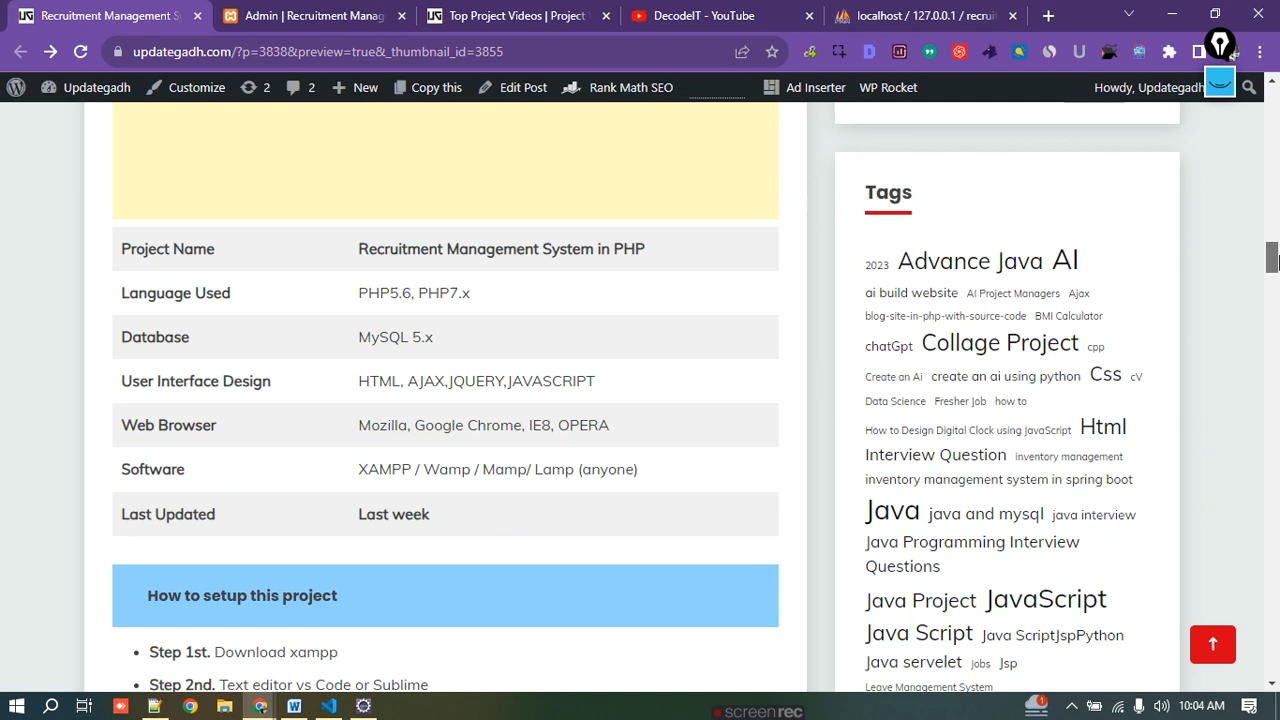 Recruitment Management Sy
Admin | Recruitment Manag
Top Project Videos | Project
DecodeIT - YouTube
localhost / 127.0.0.1 / recrui
updategadh.com/?p=3838&preview=true&_thumbnail_id=3855
Updategadh
Customize
2
2
New
Copy this
Edit Post
Rank Math SEO
Ad Inserter
WP Rocket
Howdy, Updategadh
Project Name Recruitment Management System in PHP
Language Used PHP5.6, PHP7.x
Database MySQL 5.x
User Interface Design HTML, AJAX,JQUERY,JAVASCRIPT
Web Browser Mozilla, Google Chrome, IE8, OPERA
Software XAMPP / Wamp / Mamp/ Lamp (anyone)
Last Updated Last week
How to setup this project
• Step 1st. Download xampp
• Step 2nd. Text editor vs Code or Sublime
Tags
2023 Advance Java AI
ai build website AI Project Managers Ajax
blog-site-in-php-with-source-code BMI Calculator
chatGpt Collage Project cpp
Create an Ai create an ai using python Css cV
Data Science Fresher Job how to
How to Design Digital Clock using JavaScript Html
Interview Question inventory management
inventory management system in spring boot
Java java and mysql java interview
Java Programming Interview
Questions
Java Project JavaScript
Java Script Java ScriptJspPython
Java servelet Jobs Jsp
Leave Management System
1
10:04 AM
screenrec